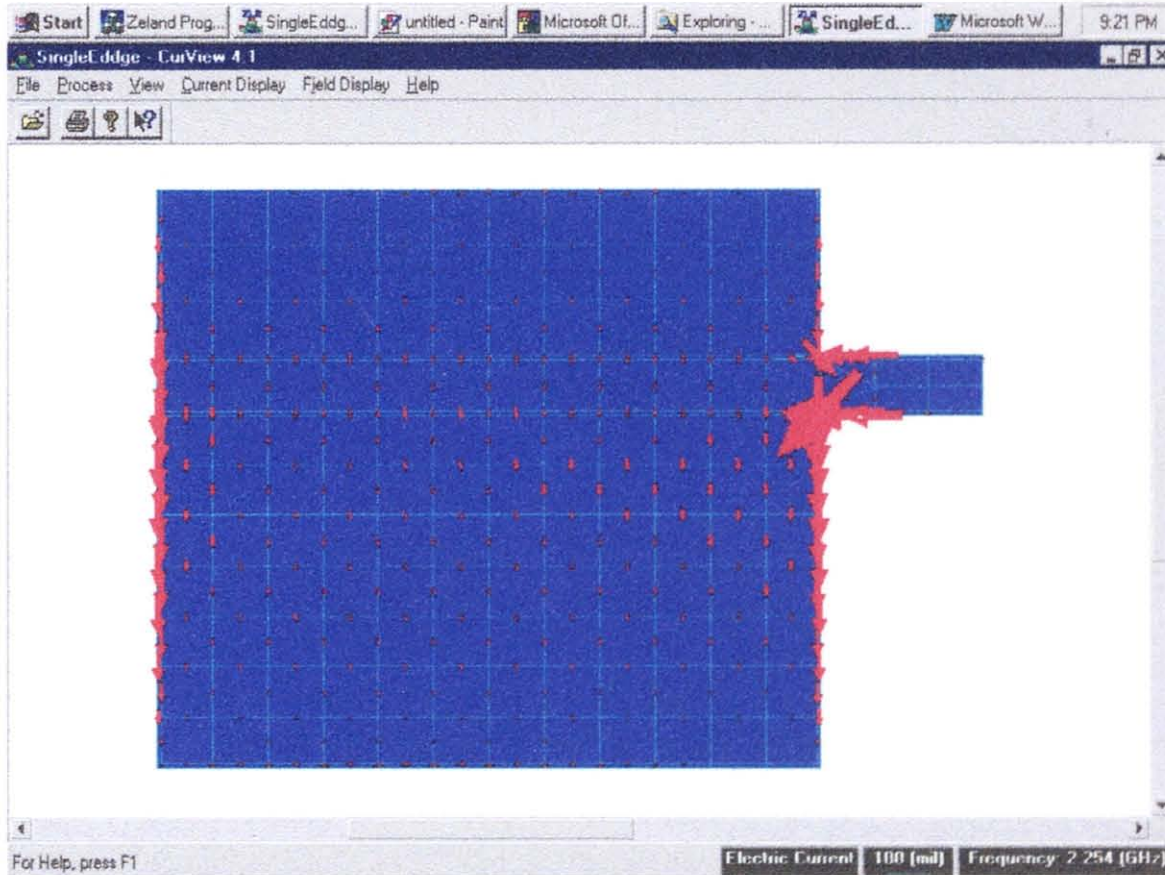 Start Zeland Prog... SingleEddg... untitled - Paint Microsoft Of... Exploring - ... SingleEd... Microsoft W... 9:21 PM
SingleEddge - CurView 4.1
File Process View Current Display Field Display Help
For Help, press F1 Electric Current 100 (mil) Frequency: 2.254 (GHz)